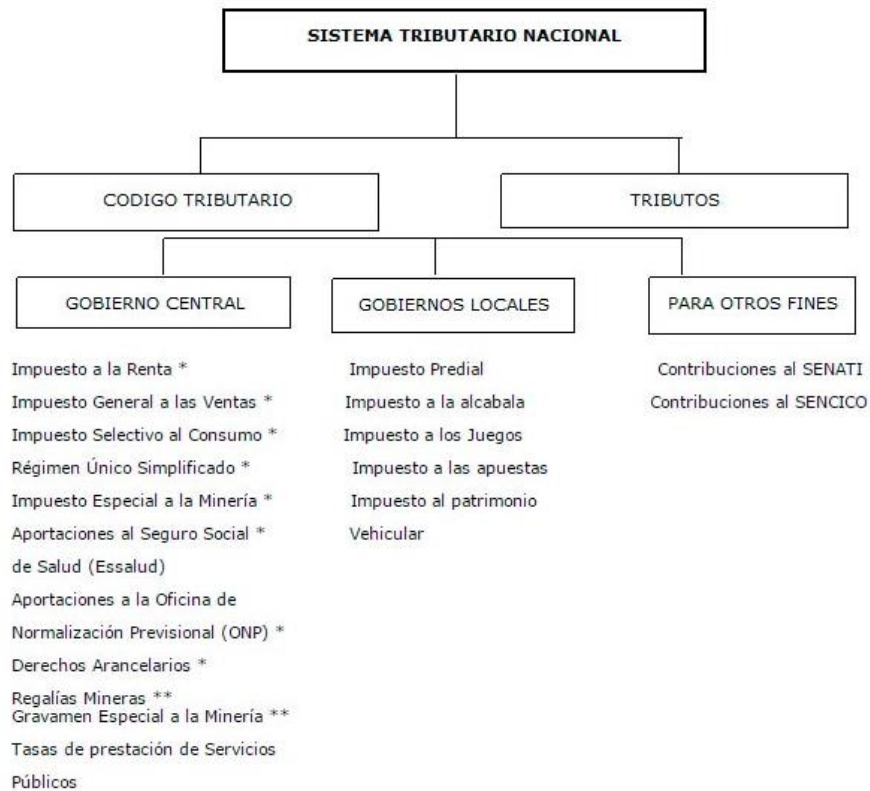 SISTEMA TRIBUTARIO NACIONAL
CODIGO TRIBUTARIO
TRIBUTOS
GOBIERNO CENTRAL
Impuesto a la Renta *
Impuesto General a las Ventas *
Impuesto Selectivo al Consumo *
Régimen Único Simplificado *
Impuesto Especial a la Minería *
Aportaciones al Seguro Social *
de Salud (Essalud)
Aportaciones a la Oficina de
Normalización Previsional (ONP) *
Derechos Arancelarios *
Regalías Mineras **
Gravamen Especial a la Minería **
Tasas de prestación de Servicios
Públicos
GOBIERNOS LOCALES
Impuesto Predial
Impuesto a la alcabala
Impuesto a los Juegos
Impuesto a las apuestas
Impuesto al patrimonio
Vehicular
PARA OTROS FINES
Contribuciones al SENATI
Contribuciones al SENCICO